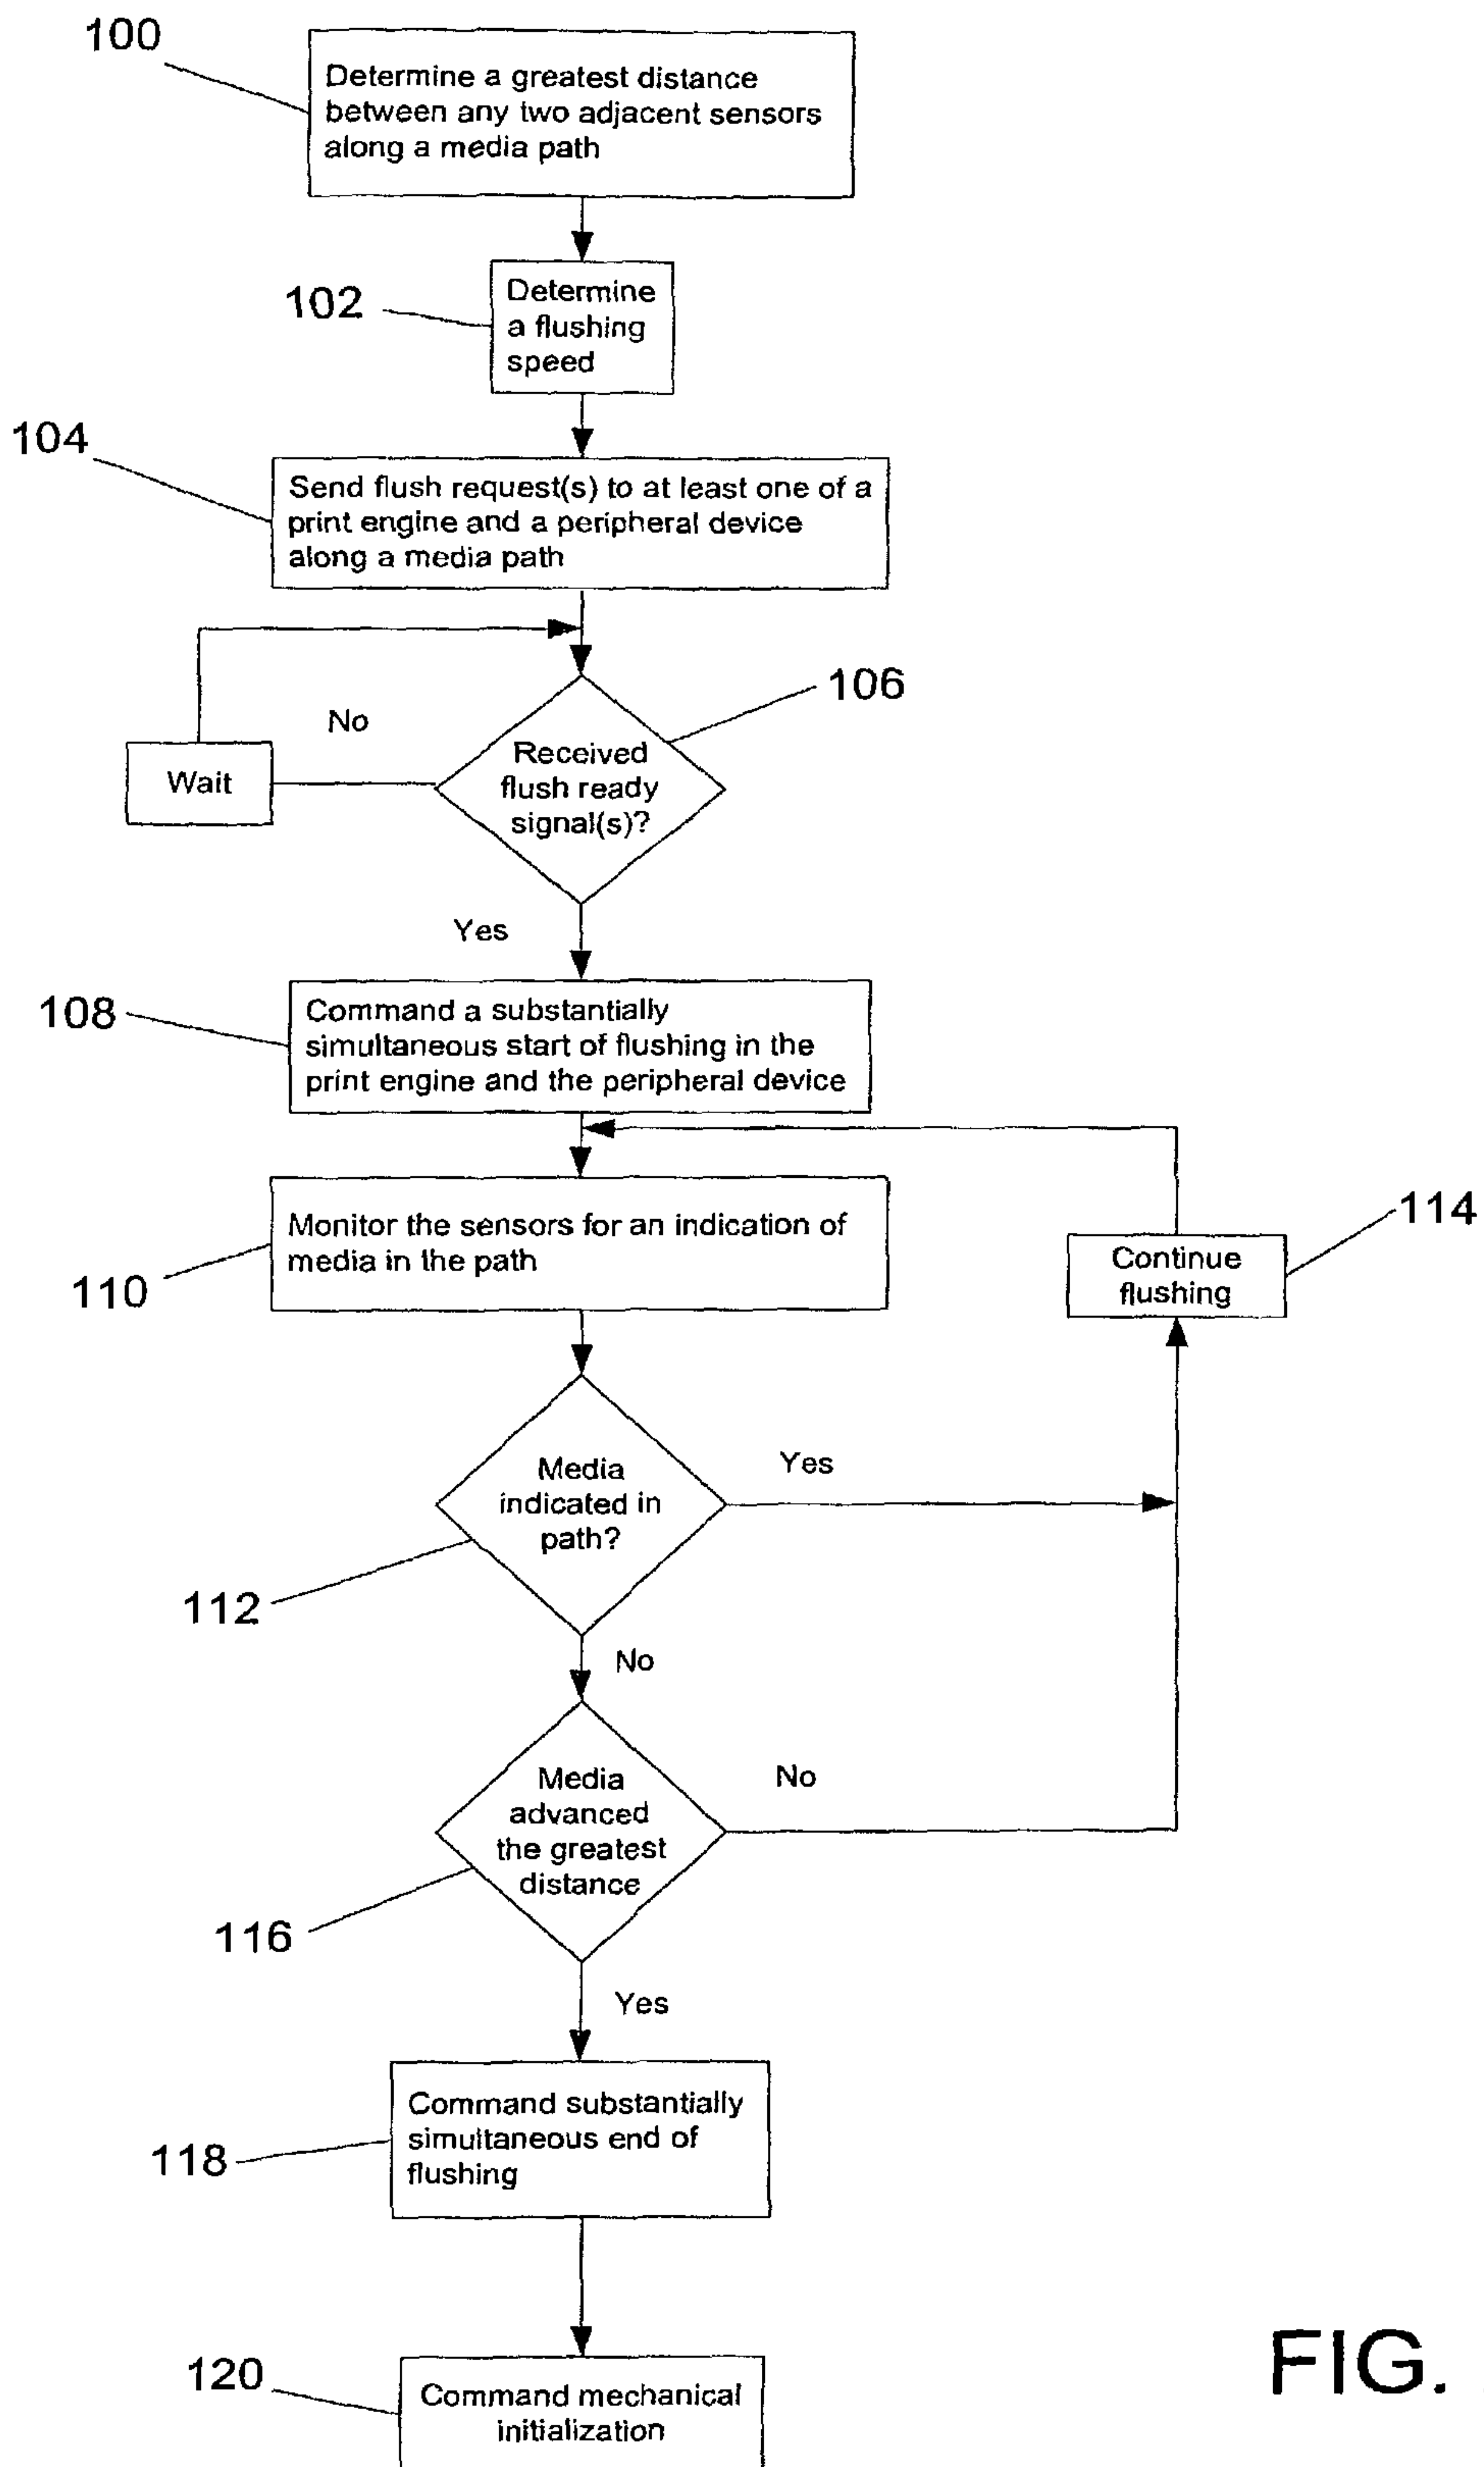 100
Determine a greatest distance
between any two adjacent sensors
along a media path
102
Determine
a flushing
speed
104
Send flush request(s) to at least one of a
print engine and a peripheral device
along a media path
106
No
Wait
Received
flush ready
signal(s)?
Yes
108
Command a substantially
simultaneous start of flushing in the
print engine and the peripheral device
110
Monitor the sensors for an indication of
media in the path
114
Continue
flushing
112
Media
indicated in
path?
Yes
No
116
Media
advanced
the greatest
distance
No
Yes
118
Command substantially
simultaneous end of
flushing
120
Command mechanical
initialization
FIG.